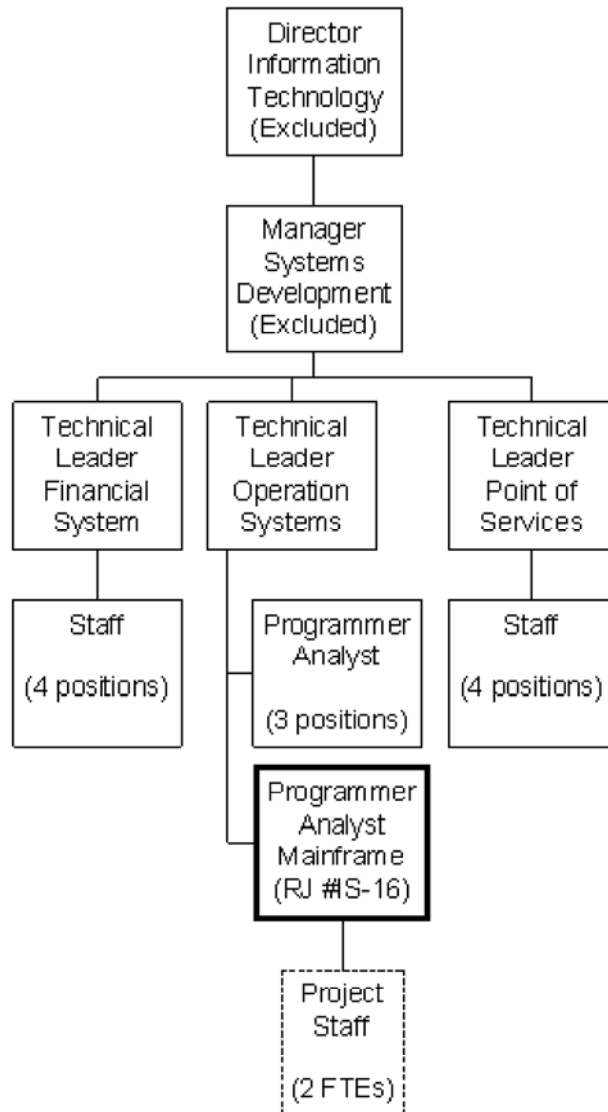 Director
Information
Technology
(Excluded)
Manager
Systems
Development
(Excluded)
Technical
Leader
Financial
System
Technical
Leader
Operation
Systems
Technical
Leader
Point of
Services
Staff
(4 positions)
Programmer
Analyst
(3 positions)
Staff
(4 positions)
Programmer
Analyst
Mainframe
(RJ #IS-16)
Project
Staff
(2 FTEs)